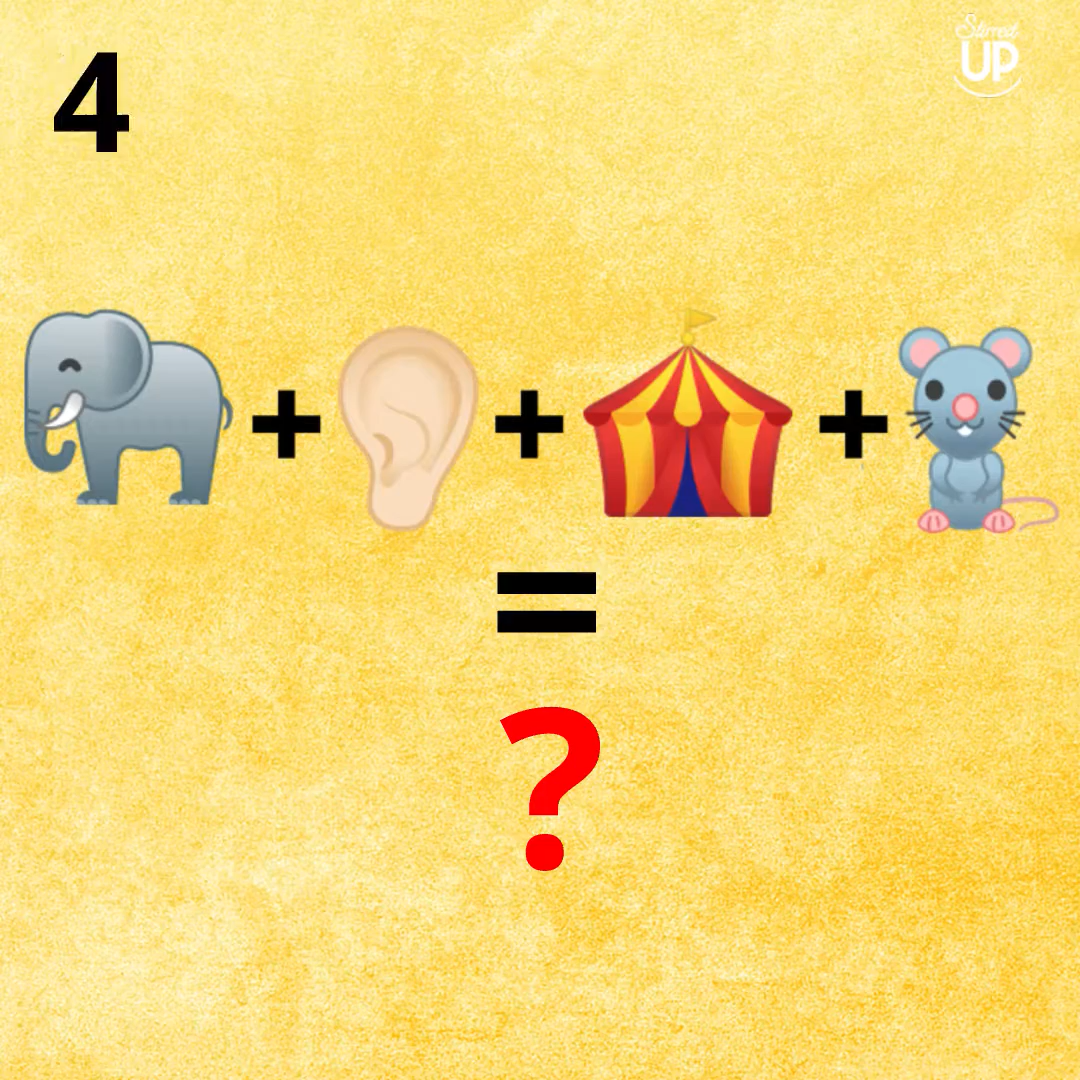 4
Stirred
UP
+ + +
=
?